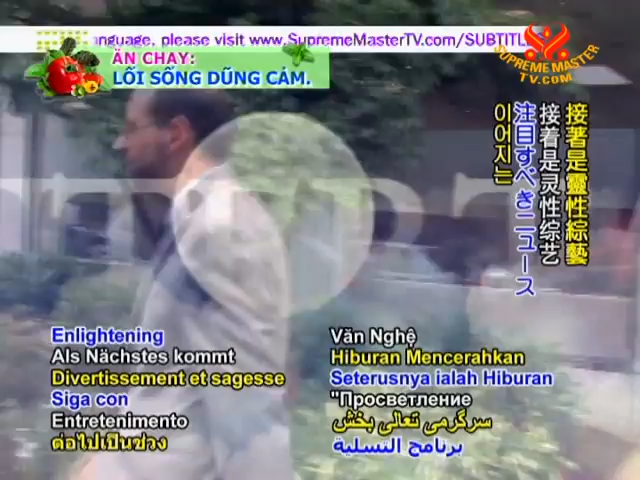 anguage, please visit www.SupremeMasterTV.com/SUBTITL
ĂN CHAY:
LỐI SỐNG DŨNG CẢM.
SUPREME MASTER
TV.COM
接著是靈性綜藝
接着是灵性综艺
注目すべきニュース
이어지는
Enlightening
Als Nächstes kommt
Divertissement et sagesse
Siga con
Entretenimento
ต่อไปเป็นช่วง
Văn Nghệ
Hiburan Mencerahkan
Seterusnya ialah Hiburan
"Просветление
سرگرمی تعالی بخش
برنامج التسلية